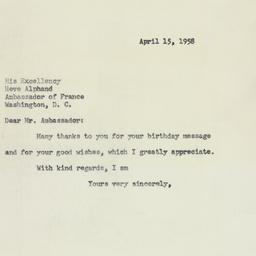 April 15, 1958
His Excellency
Heve Alphand
Ambassador of France
Washington, D. C.
Dear Mr. Ambassador:
Many thanks to you for your birthday message
and for your good wishes, which I greatly appreciate.
With kind regards, I am
Yours very sincerely,